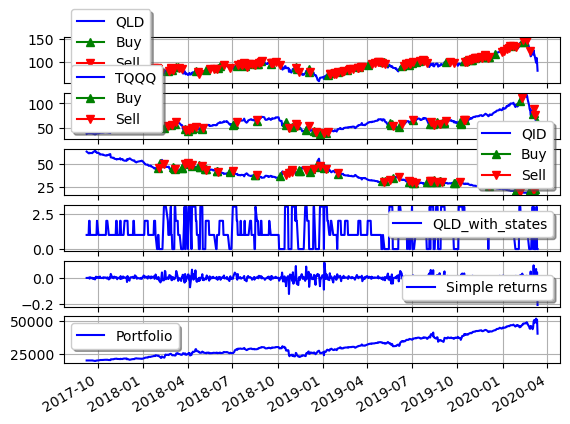 QLD
Buy
Sell
150
100
TQQQ
Buy
Sell
100
50
QID
Buy
Sell
50
25
QLD_with_states
2.5
0.0
Simple returns
0.0
−0.2
Portfolio
50000
25000
2017-10
2018-01
2018-04
2018-07
2018-10
2019-01
2019-04
2019-07
2019-10
2020-01
2020-04